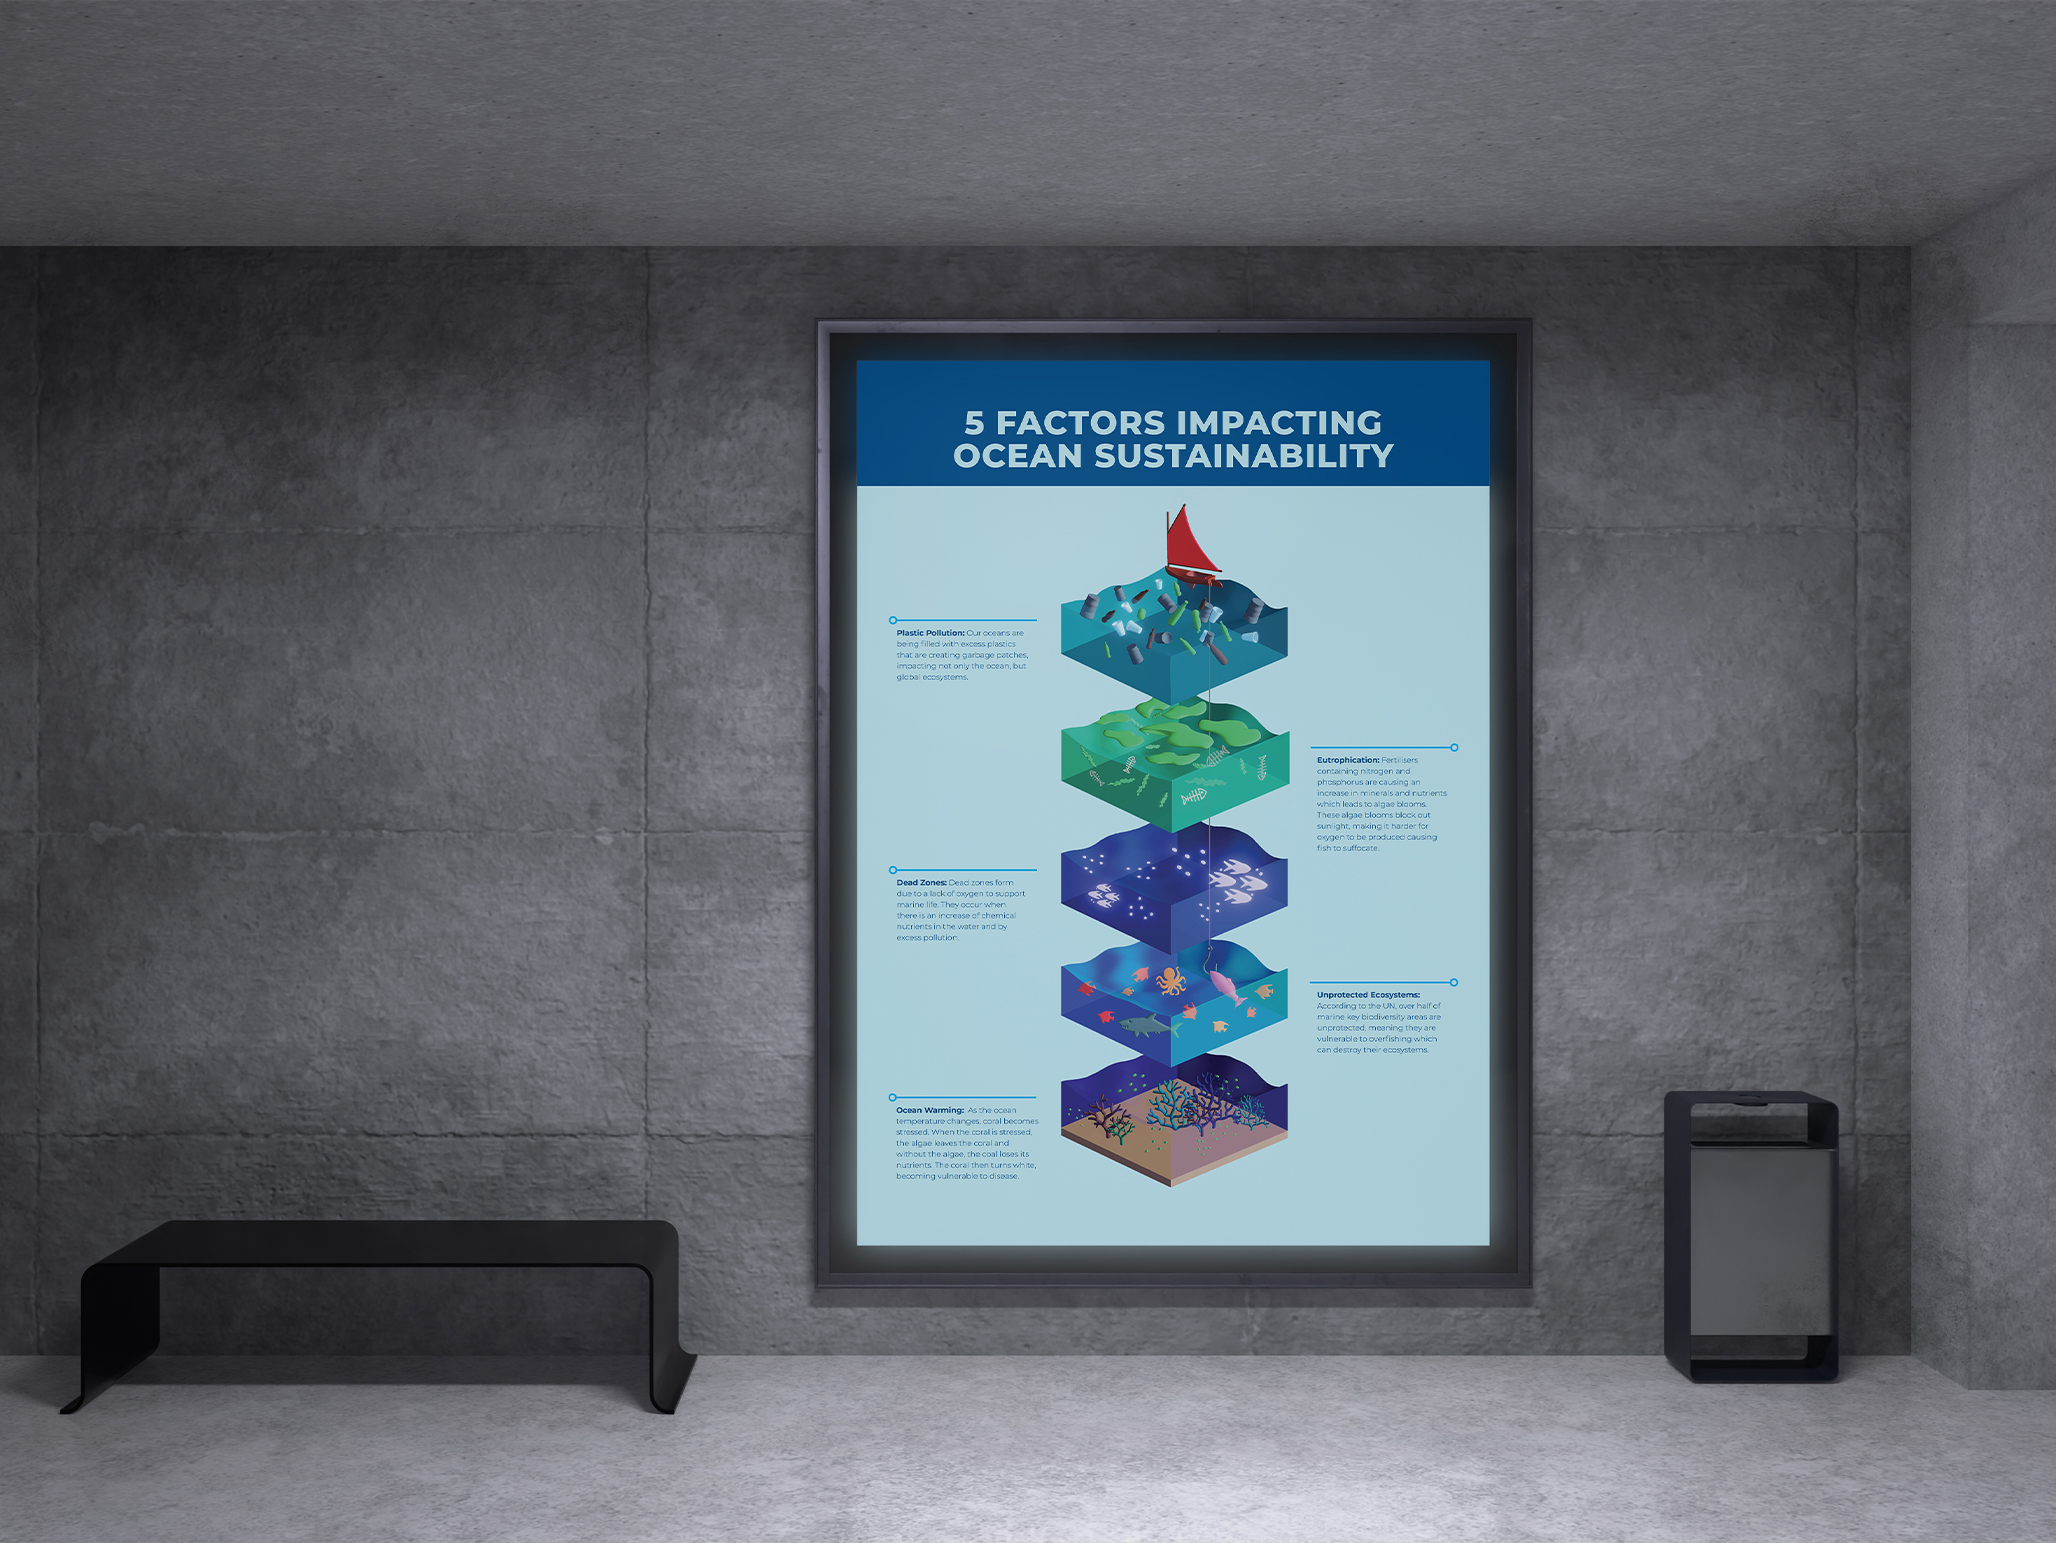 5 FACTORS IMPACTING
OCEAN SUSTAINABILITY
Plastic Pollution: Our oceans are
being filled with excess plastics
that are creating garbage patches,
impacting not only the ocean, but
global ecosystems.
Eutrophication: Fertilisers
containing nitrogen and
phosphorus are causing an
increase in minerals and nutrients
which leads to algae blooms.
These algae blooms block out
sunlight, making it harder for
oxygen to be produced causing
fish to suffocate.
Dead Zones: Dead zones form
due to a lack of oxygen to support
marine life. They occur when
there is an increase of chemical
nutrients in the water and by
excess pollution.
Unprotected Ecosystems:
According to the UN, over half of
marine key biodiversity areas are
unprotected, meaning they are
vulnerable to overfishing which
can destroy their ecosystems.
Ocean Warming: As the ocean
temperature changes, coral becomes
stressed. When the coral is stressed,
the algae leaves the coral and
without the algae, the coal loses its
nutrients. The coral then turns white,
becoming vulnerable to disease.